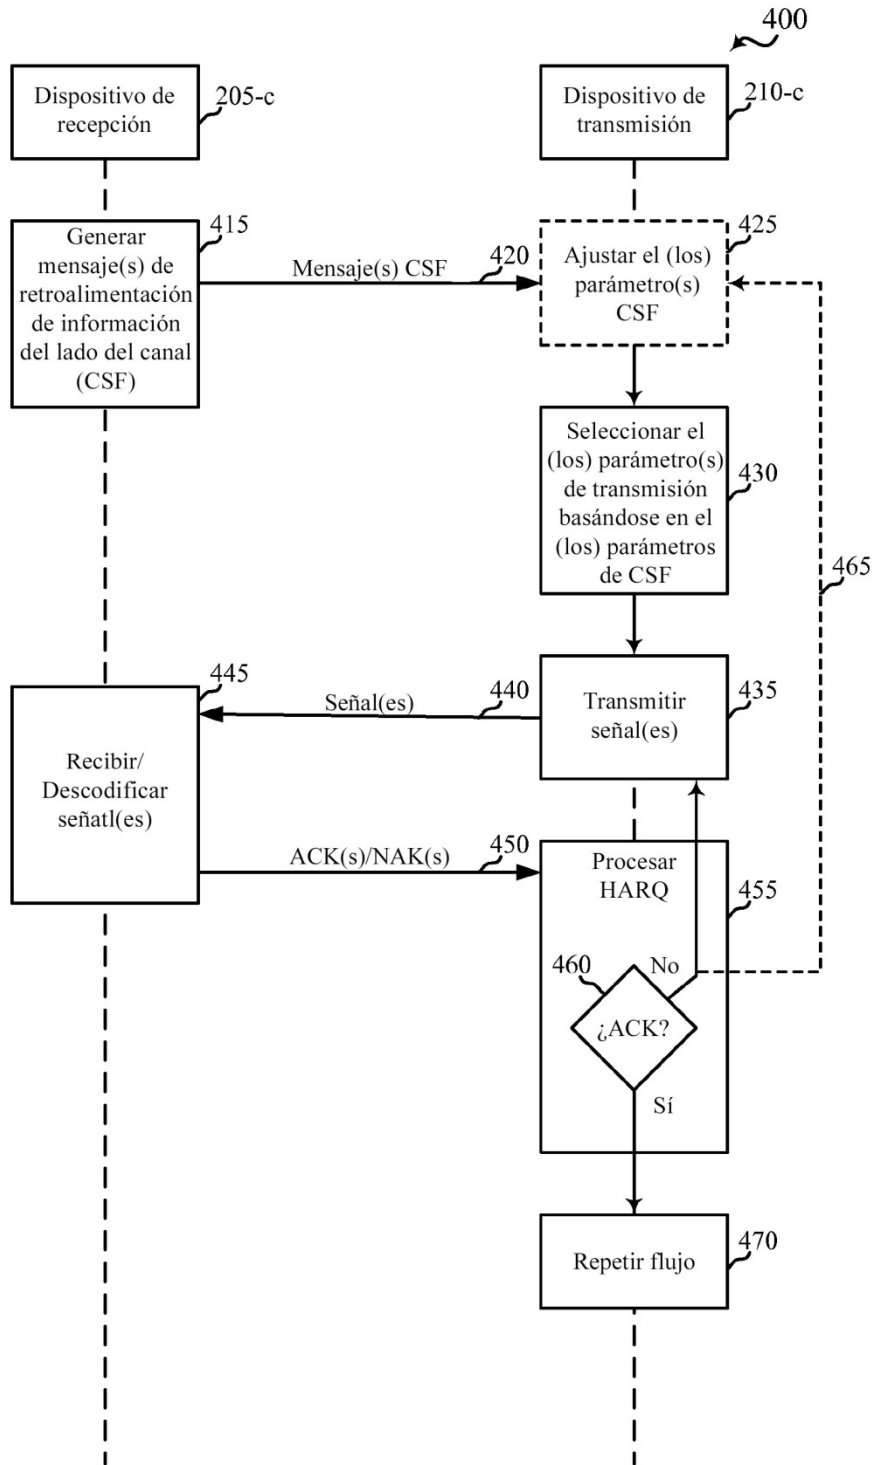 400
Dispositivo de
recepción
205-c
Dispositivo de
transmisión
210-c
Generar
mensaje(s) de
retroalimentación
de información
del lado del canal
(CSF)
415
Mensaje(s) CSF
420
Ajustar el (los)
parámetro(s)
CSF
425
Seleccionar el
(los) parámetro(s)
de transmisión
basándose en el
(los) parámetros
de CSF
430
465
Transmitir
señal(es)
435
Señal(es)
440
Recibir/
Descodificar
señatl(es)
445
ACK(s)/NAK(s)
450
Procesar
HARQ
455
460
No
¿ACK?
Sí
Repetir flujo
470